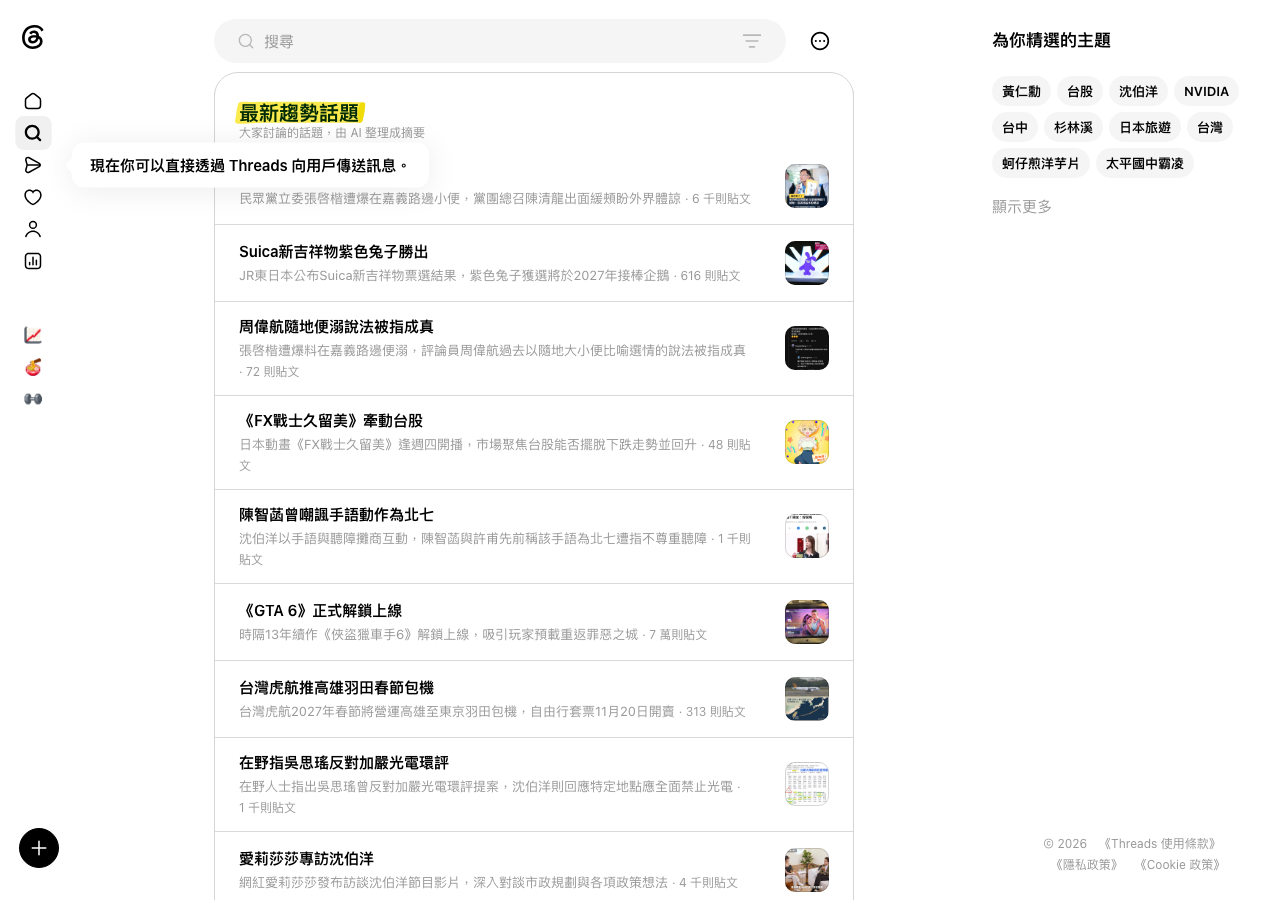 搜尋
最新趨勢話題
大家討論的話題，由 AI 整理成摘要
現在你可以直接透過 Threads 向用戶傳送訊息。
民眾黨立委張啓楷遭爆在嘉義路邊小便，黨團總召陳清龍出面緩頰盼外界體諒 · 6 千則貼文
Suica新吉祥物紫色兔子勝出
JR東日本公布Suica新吉祥物票選結果，紫色兔子獲選將於2027年接棒企鵝 · 616 則貼文
周偉航隨地便溺說法被指成真
張啓楷遭爆料在嘉義路邊便溺，評論員周偉航過去以隨地大小便比喻選情的說法被指成真
· 72 則貼文
《FX戰士久留美》牽動台股
日本動畫《FX戰士久留美》逢週四開播，市場聚焦台股能否擺脫下跌走勢並回升 · 48 則貼
文
陳智菡曾嘲諷手語動作為北七
沈伯洋以手語與聽障攤商互動，陳智菡與許甫先前稱該手語為北七遭指不尊重聽障 · 1 千則
貼文
《GTA 6》正式解鎖上線
時隔13年續作《俠盜獵車手6》解鎖上線，吸引玩家預載重返罪惡之城 · 7 萬則貼文
台灣虎航推高雄羽田春節包機
台灣虎航2027年春節將營運高雄至東京羽田包機，自由行套票11月20日開賣 · 313 則貼文
在野指吳思瑤反對加嚴光電環評
在野人士指出吳思瑤曾反對加嚴光電環評提案，沈伯洋則回應特定地點應全面禁止光電 ·
1 千則貼文
愛莉莎莎專訪沈伯洋
網紅愛莉莎莎發布訪談沈伯洋節目影片，深入對談市政規劃與各項政策想法 · 4 千則貼文
為你精選的主題
黃仁勳 台股 沈伯洋 NVIDIA
台中 杉林溪 日本旅遊 台灣
蚵仔煎洋芋片 太平國中霸凌
顯示更多
© 2026 《Threads 使用條款》
《隱私政策》 《Cookie 政策》